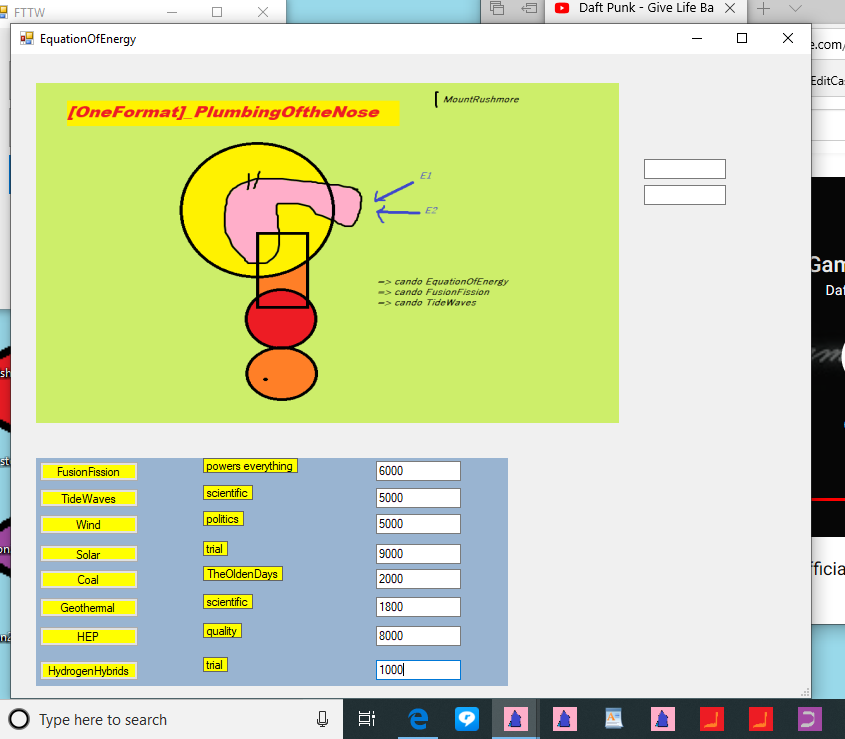 FTTW
Daft Punk - Give Life Ba
EquationOfEnergy
e.com/
EditCas
[OneFormat]_PlumbingOftheNose
[ MountRushmore
E1
E2
=> cando EquationOfEnergy
=> cando FusionFission
=> cando TideWaves
Gam
Daf
fficia
FusionFission powers everything 6000
TideWaves scientific 5000
Wind politics 5000
Solar trial 9000
Coal TheOldenDays 2000
Geothermal scientific 1800
HEP quality 8000
HydrogenHybrids trial 1000
Type here to search